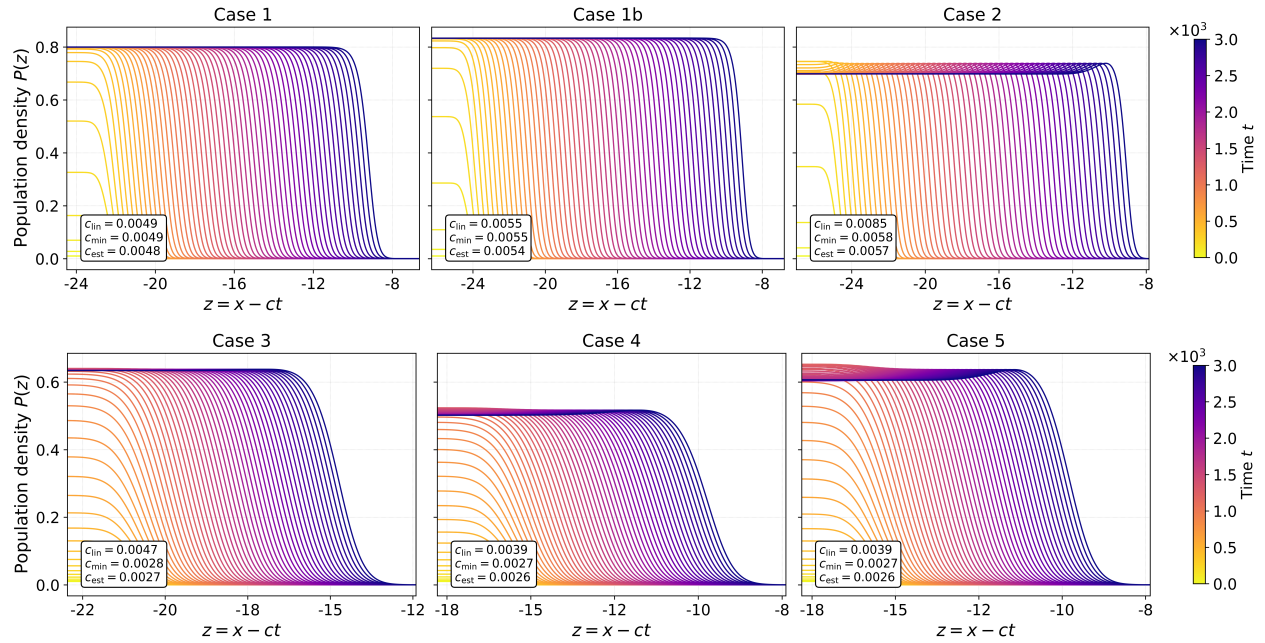 Case 1
Case 1b
Case 2
Population density P(z)
0.8
0.6
0.4
0.2
0.0
c_lin = 0.0049
c_min = 0.0049
c_est = 0.0048
-24
-20
-16
-12
-8
z = x − ct
c_lin = 0.0055
c_min = 0.0055
c_est = 0.0054
-24
-20
-16
-12
-8
z = x − ct
c_lin = 0.0085
c_min = 0.0058
c_est = 0.0057
-24
-20
-16
-12
-8
z = x − ct
×10³
3.0
2.5
2.0
1.5
1.0
0.5
0.0
Time t
Case 3
Case 4
Case 5
Population density P(z)
0.6
0.4
0.2
0.0
c_lin = 0.0047
c_min = 0.0028
c_est = 0.0027
-22
-20
-17
-15
-12
z = x − ct
c_lin = 0.0039
c_min = 0.0027
c_est = 0.0026
-18
-15
-12
-10
-8
z = x − ct
c_lin = 0.0039
c_min = 0.0027
c_est = 0.0026
-18
-15
-12
-10
-8
z = x − ct
×10³
3.0
2.5
2.0
1.5
1.0
0.5
0.0
Time t